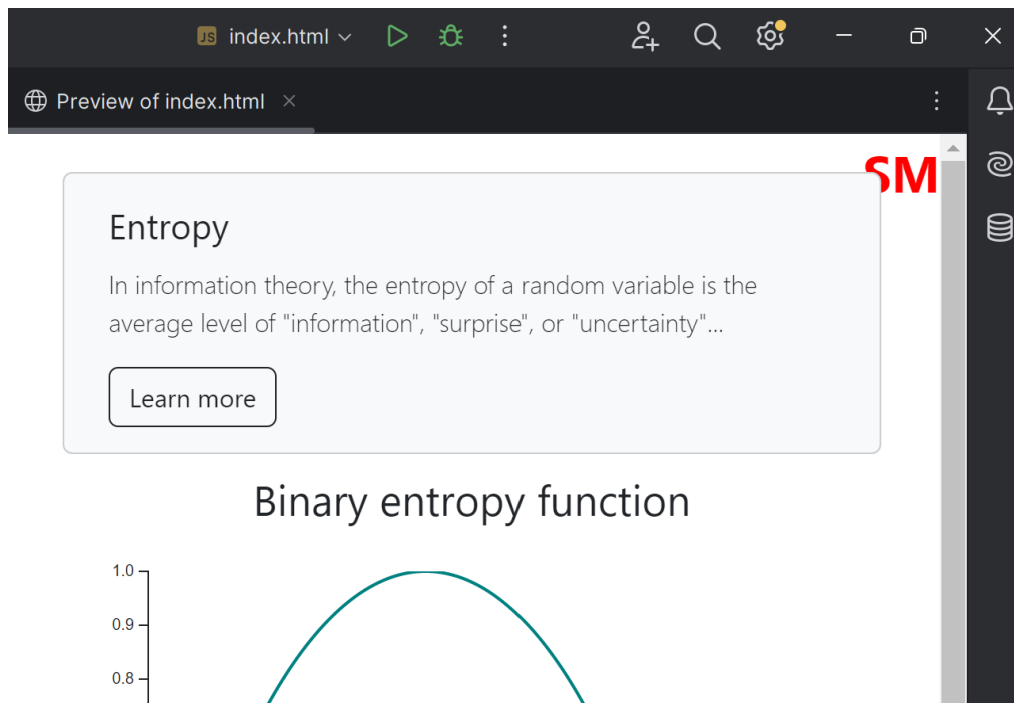 JS index.html
Preview of index.html
SM
Entropy
In information theory, the entropy of a random variable is the
average level of "information", "surprise", or "uncertainty"...
Learn more
Binary entropy function
1.0
0.9
0.8